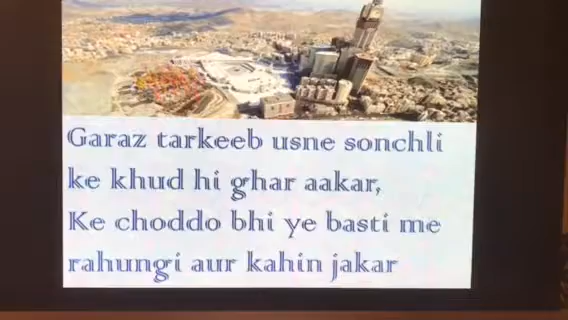 Garaz tarkeeb usne sonchli
ke khud hi ghar aakar,
Ke choddo bhi ye basti me
rahungi aur kahin jakar